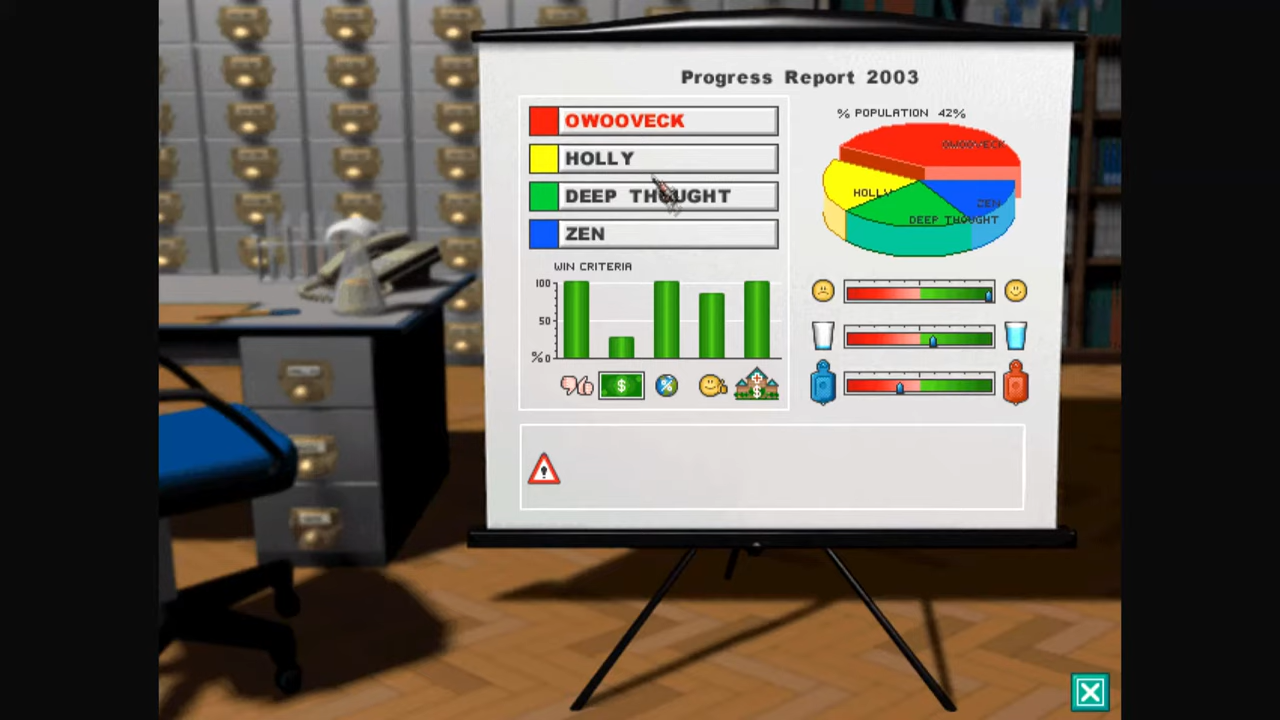 Progress Report 2003
OWOOVECK
HOLLY
DEEP THOUGHT
ZEN
WIN CRITERIA
100
50
%0
$
%
$
% POPULATION 42%
OWOOVECK
HOLLY
ZEN
DEEP THOUGHT
!